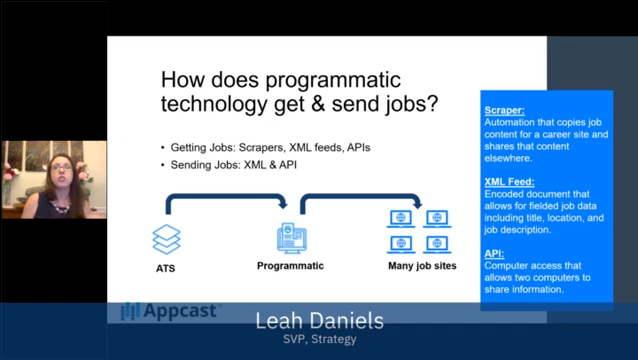 How does programmatic
technology get & send jobs?
• Getting Jobs: Scrapers, XML feeds, APIs
• Sending Jobs: XML & API
ATS
Programmatic
Many job sites
Scraper:
Automation that copies job
content for a career site and
shares that content
elsewhere.
XML Feed:
Encoded document that
allows for fielded job data
including title, location, and
job description.
API:
Computer access that
allows two computers to
share information.
Appcast
Leah Daniels
SVP, Strategy